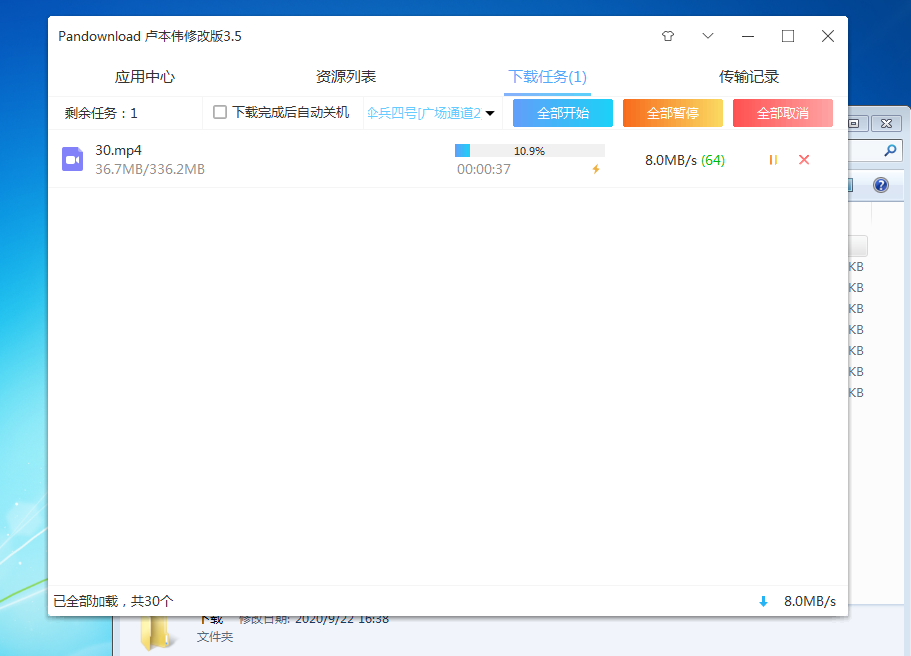 Pandownload 卢本伟修改版3.5
应用中心 资源列表 下载任务(1) 传输记录
剩余任务：1 下载完成后自动关机 伞兵四号[广场通道2 全部开始 全部暂停 全部取消
30.mp4 10.9% 8.0MB/s (64)
36.7MB/336.2MB 00:00:37
KB
KB
KB
KB
KB
KB
KB
已全部加载，共30个 8.0MB/s
下载 修改日期: 2020/9/22 16:38
文件夹